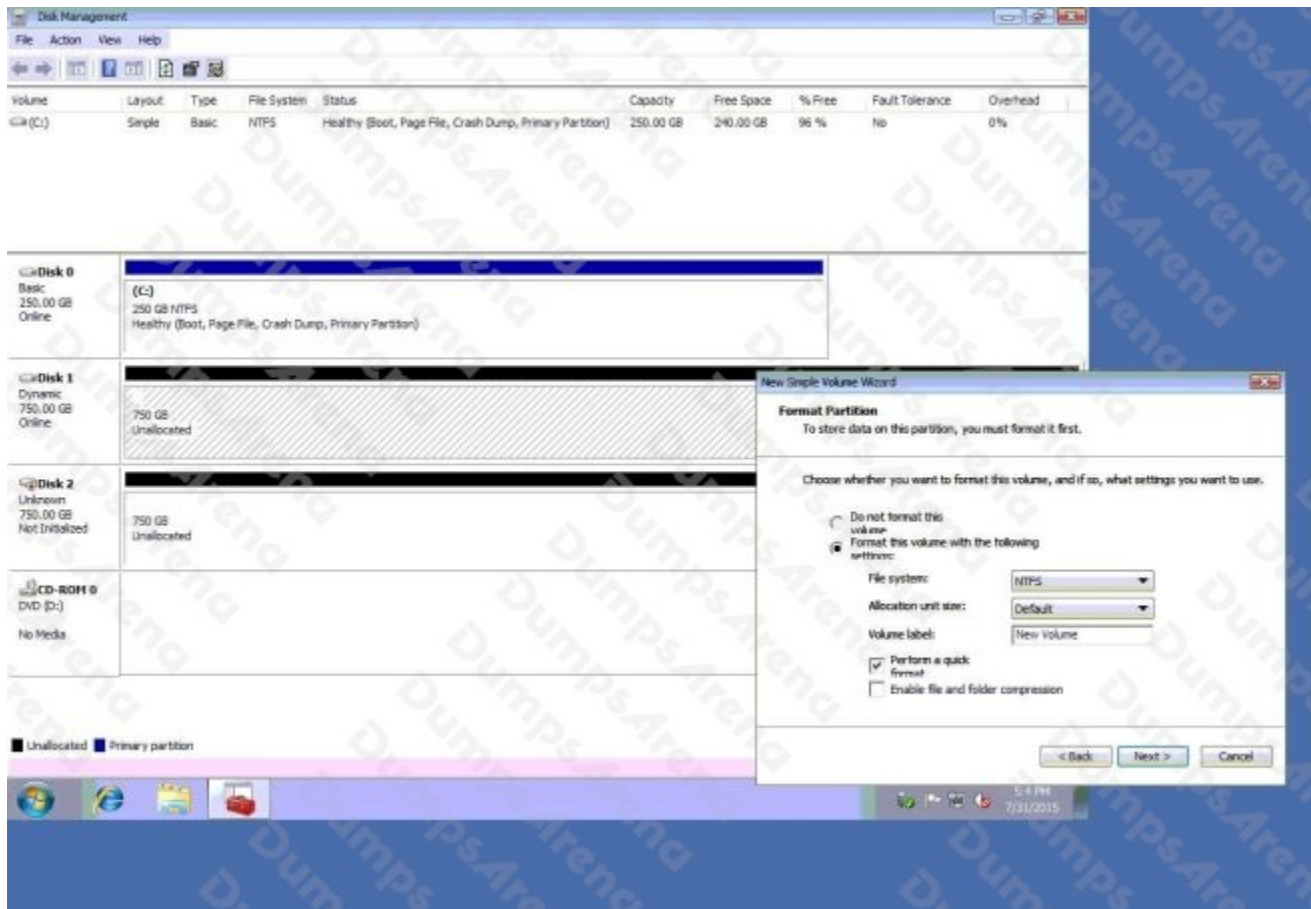 Disk Management
File Action View Help
Volume Layout Type File System Status Capacity Free Space % Free Fault Tolerance Overhead
(C:) Simple Basic NTFS Healthy (Boot, Page File, Crash Dump, Primary Partition) 250.00 GB 240.00 GB 96 % No 0%
Disk 0
Basic
250.00 GB
Online
(C:)
250 GB NTFS
Healthy (Boot, Page File, Crash Dump, Primary Partition)
Disk 1
Dynamic
750.00 GB
Online
750 GB
Unallocated
Disk 2
Unknown
750.00 GB
Not Initialized
750 GB
Unallocated
CD-ROM 0
DVD (D:)
No Media
Unallocated Primary partition
New Simple Volume Wizard
Format Partition
To store data on this partition, you must format it first.
Choose whether you want to format this volume, and if so, what settings you want to use.
Do not format this
volume
Format this volume with the following
settings:
File system: NTFS
Allocation unit size: Default
Volume label: New Volume
Perform a quick
format
Enable file and folder compression
< Back Next > Cancel
7/31/2015
DumpsArena